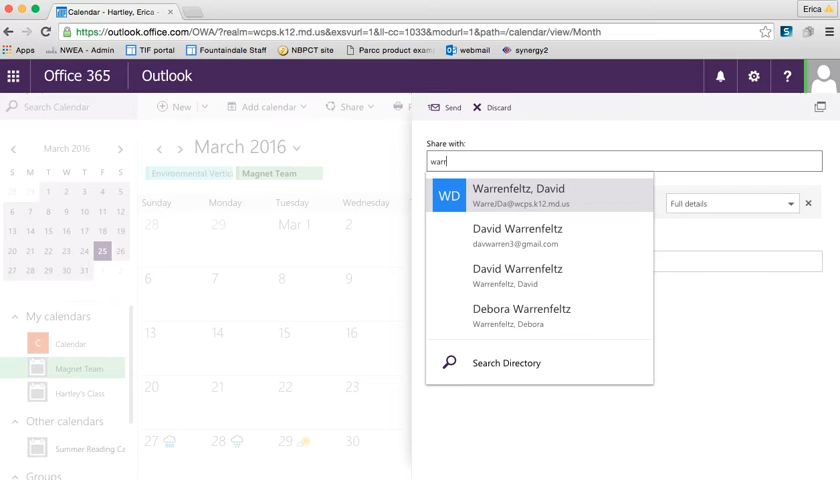 Calendar - Hartley, Erica
Erica
https://outlook.office.com/OWA/?realm=wcps.k12.md.us&exsvurl=1&ll-cc=1033&modurl=1&path=/calendar/view/Month
Apps NWEA - Admin TIF portal Fountaindale Staff NBPCT site Parcc product exam webmail synergy2
Office 365 Outlook
Search Calendar New Add calendar Share
Send Discard
March 2016
March 2016
Share with:
warr
Environmental Vertic Magnet Team
S M T W T F S
28 29 1 2 3 4 5
6 7 8 9 10 11 12
13 14 15 16 17 18 19
20 21 22 23 24 25 26
27 28 29 30 31 1 2
Sunday Monday Tuesday Wednesday
28 29 Mar 1 2
6 7 8 9
13 14 15 16
20 21 22 23
27 28 29 30
WD
Warrenfeltz, David
WarreJDa@wcps.k12.md.us
Full details
David Warrenfeltz
davwarren3@gmail.com
David Warrenfeltz
Warrenfeltz, David
Debora Warrenfeltz
Warrenfeltz, Debora
Search Directory
My calendars
C
Calendar
Magnet Team
Hartley's Class
Other calendars
Summer Reading Ca
Groups